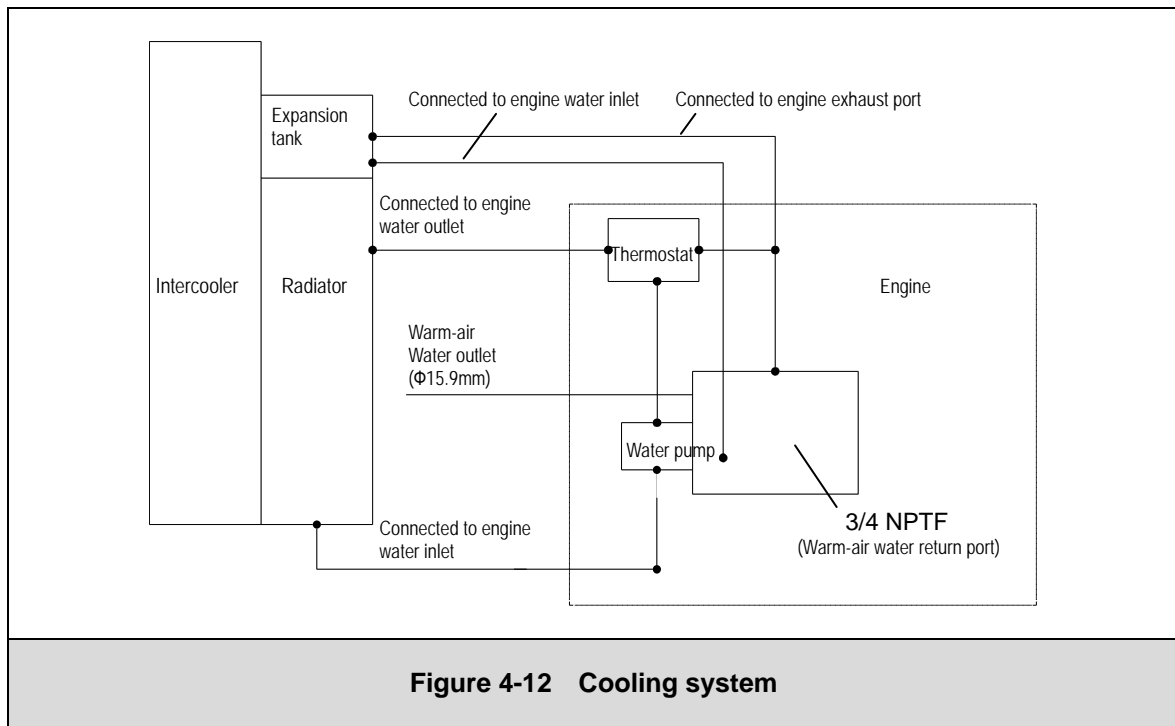 Connected to engine water inlet
Connected to engine exhaust port
Expansion
tank
Connected to engine
water outlet
Thermostat
Intercooler
Radiator
Engine
Warm-air
Water outlet
(Φ15.9mm)
Water pump
3/4 NPTF
(Warm-air water return port)
Connected to engine
water inlet
Figure 4-12 Cooling system